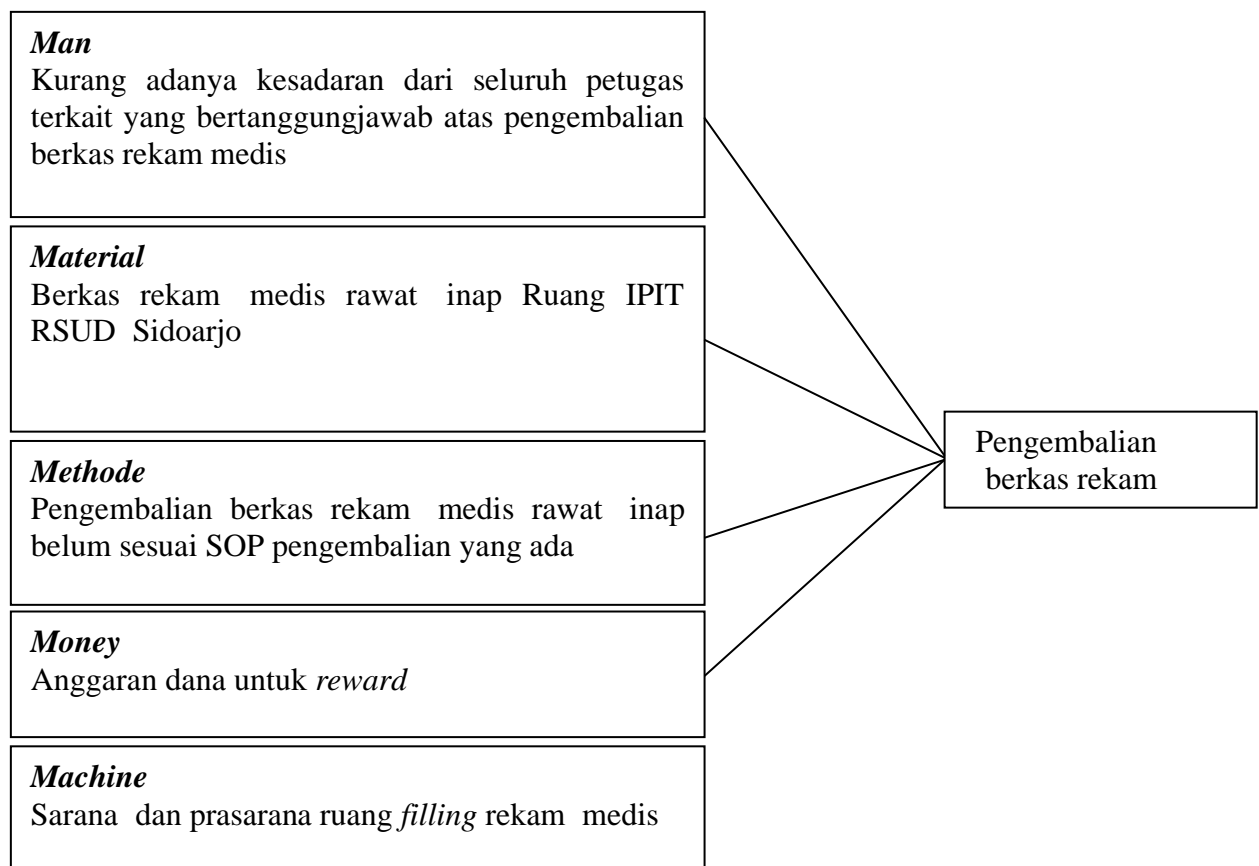 Man
Kurang adanya kesadaran dari seluruh petugas
terkait yang bertanggungjawab atas pengembalian
berkas rekam medis
Material
Berkas rekam medis rawat inap Ruang IPIT
RSUD Sidoarjo
Methode
Pengembalian berkas rekam medis rawat inap
belum sesuai SOP pengembalian yang ada
Money
Anggaran dana untuk reward
Machine
Sarana dan prasarana ruang filling rekam medis
Pengembalian
berkas rekam